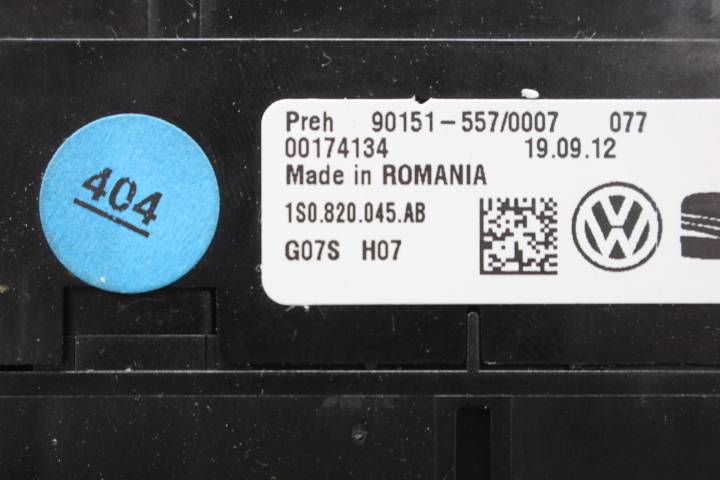 404
Preh 90151-557/0007 077
00174134 19.09.12
Made in ROMANIA
1S0.820.045.AB
G07S H07